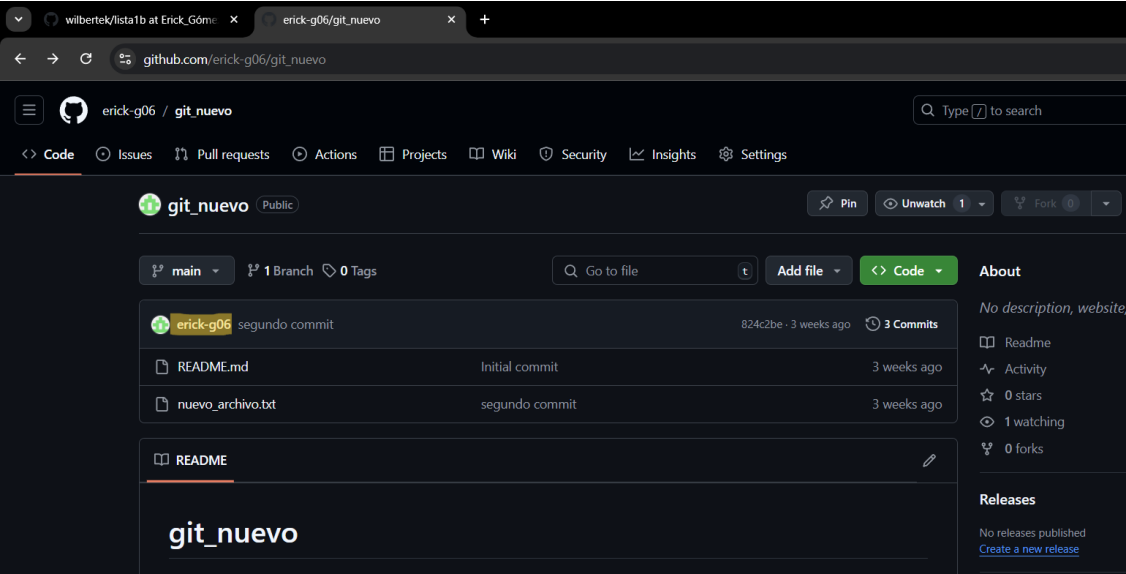 wilbertek/lista1b at Erick_Góme
erick-g06/git_nuevo
github.com/erick-g06/git_nuevo
erick-g06 / git_nuevo
Type / to search
Code Issues Pull requests Actions Projects Wiki Security Insights Settings
git_nuevo Public
Pin Unwatch 1 Fork 0
main 1 Branch 0 Tags Go to file t Add file Code
About
No description, website,
erick-g06 segundo commit 824c2be · 3 weeks ago 3 Commits
README.md Initial commit 3 weeks ago
nuevo_archivo.txt segundo commit 3 weeks ago
Readme
Activity
0 stars
1 watching
0 forks
README
git_nuevo
Releases
No releases published
Create a new release